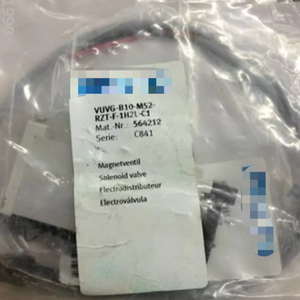 VUVG-B10-M52-
RZT-F-1H2L-C1
Mat.-Nr.: 564212
Serie: C841
Magnetventil
Solenoid valve
Electrodistributeur
Electroválvula